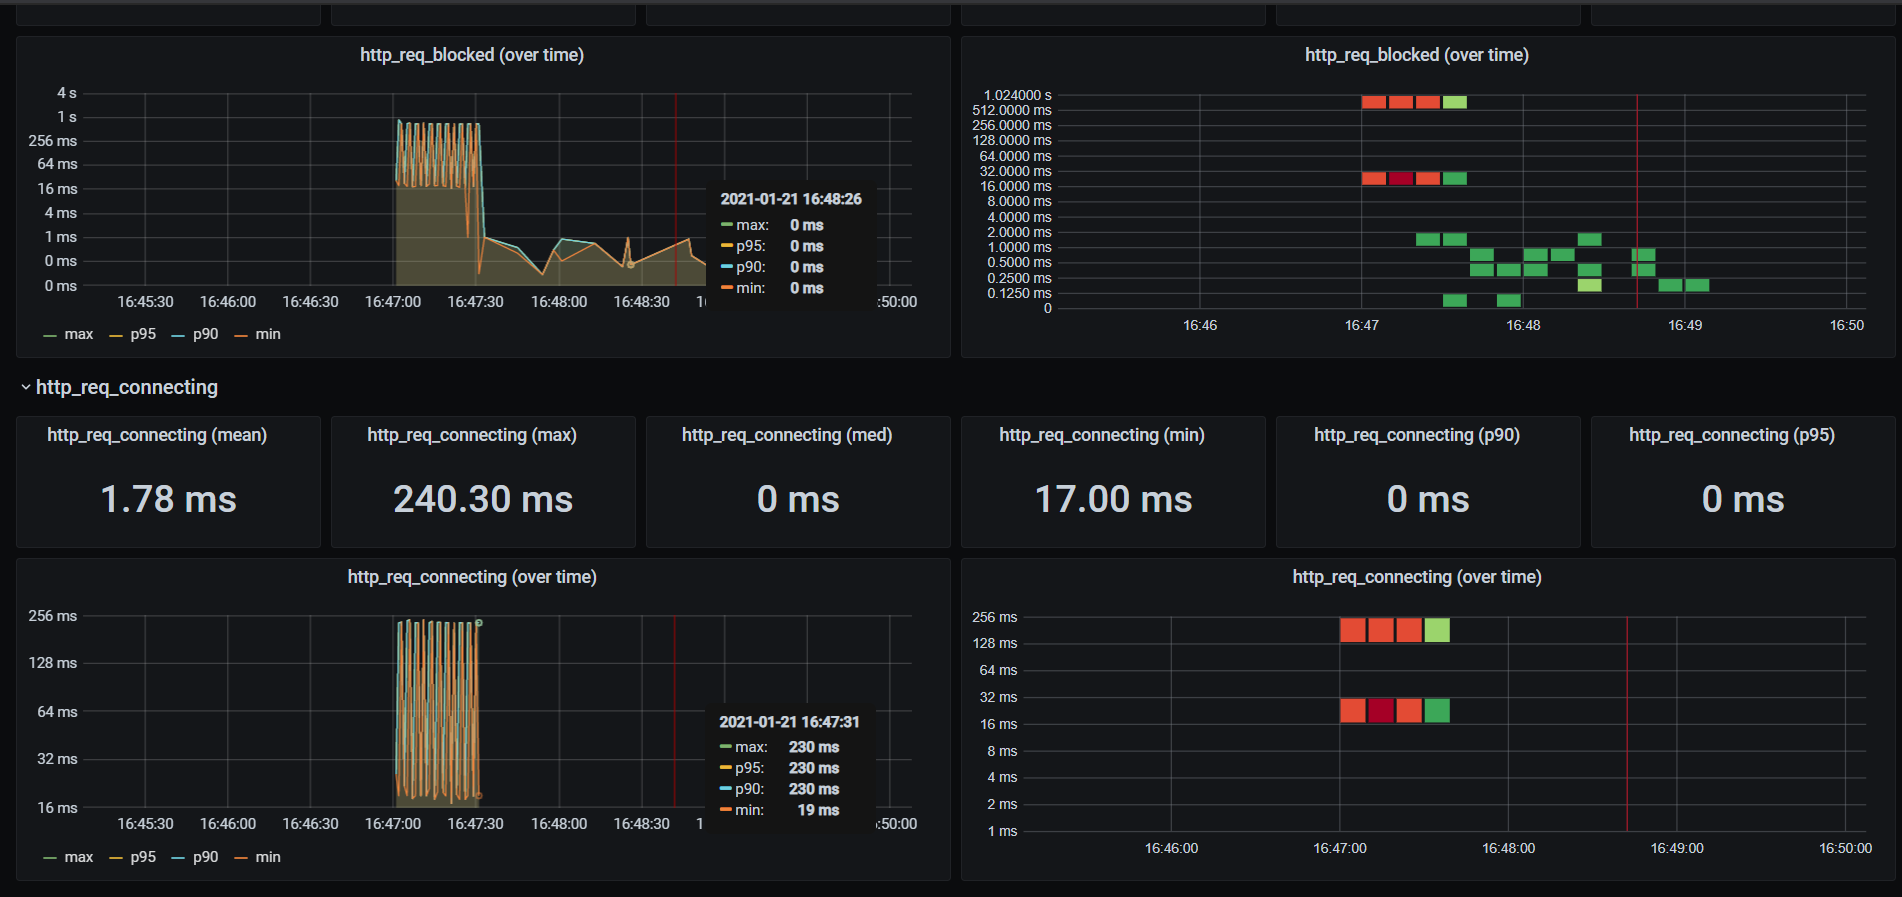 http_req_blocked (over time)
4 s
1 s
256 ms
64 ms
16 ms
4 ms
1 ms
0 ms
0 ms
16:45:30 16:46:00 16:46:30 16:47:00 16:47:30 16:48:00 16:48:30 :50:00
2021-01-21 16:48:26
max: 0 ms
p95: 0 ms
p90: 0 ms
min: 0 ms
max p95 p90 min
http_req_blocked (over time)
1.024000 s
512.0000 ms
256.0000 ms
128.0000 ms
64.0000 ms
32.0000 ms
16.0000 ms
8.0000 ms
4.0000 ms
2.0000 ms
1.0000 ms
0.5000 ms
0.2500 ms
0.1250 ms
0
16:46 16:47 16:48 16:49 16:50
http_req_connecting
http_req_connecting (mean)
1.78 ms
http_req_connecting (max)
240.30 ms
http_req_connecting (med)
0 ms
http_req_connecting (min)
17.00 ms
http_req_connecting (p90)
0 ms
http_req_connecting (p95)
0 ms
http_req_connecting (over time)
256 ms
128 ms
64 ms
32 ms
16 ms
16:45:30 16:46:00 16:46:30 16:47:00 16:47:30 16:48:00 16:48:30 1 :50:00
2021-01-21 16:47:31
max: 230 ms
p95: 230 ms
p90: 230 ms
min: 19 ms
max p95 p90 min
http_req_connecting (over time)
256 ms
128 ms
64 ms
32 ms
16 ms
8 ms
4 ms
2 ms
1 ms
16:46:00 16:47:00 16:48:00 16:49:00 16:50:00